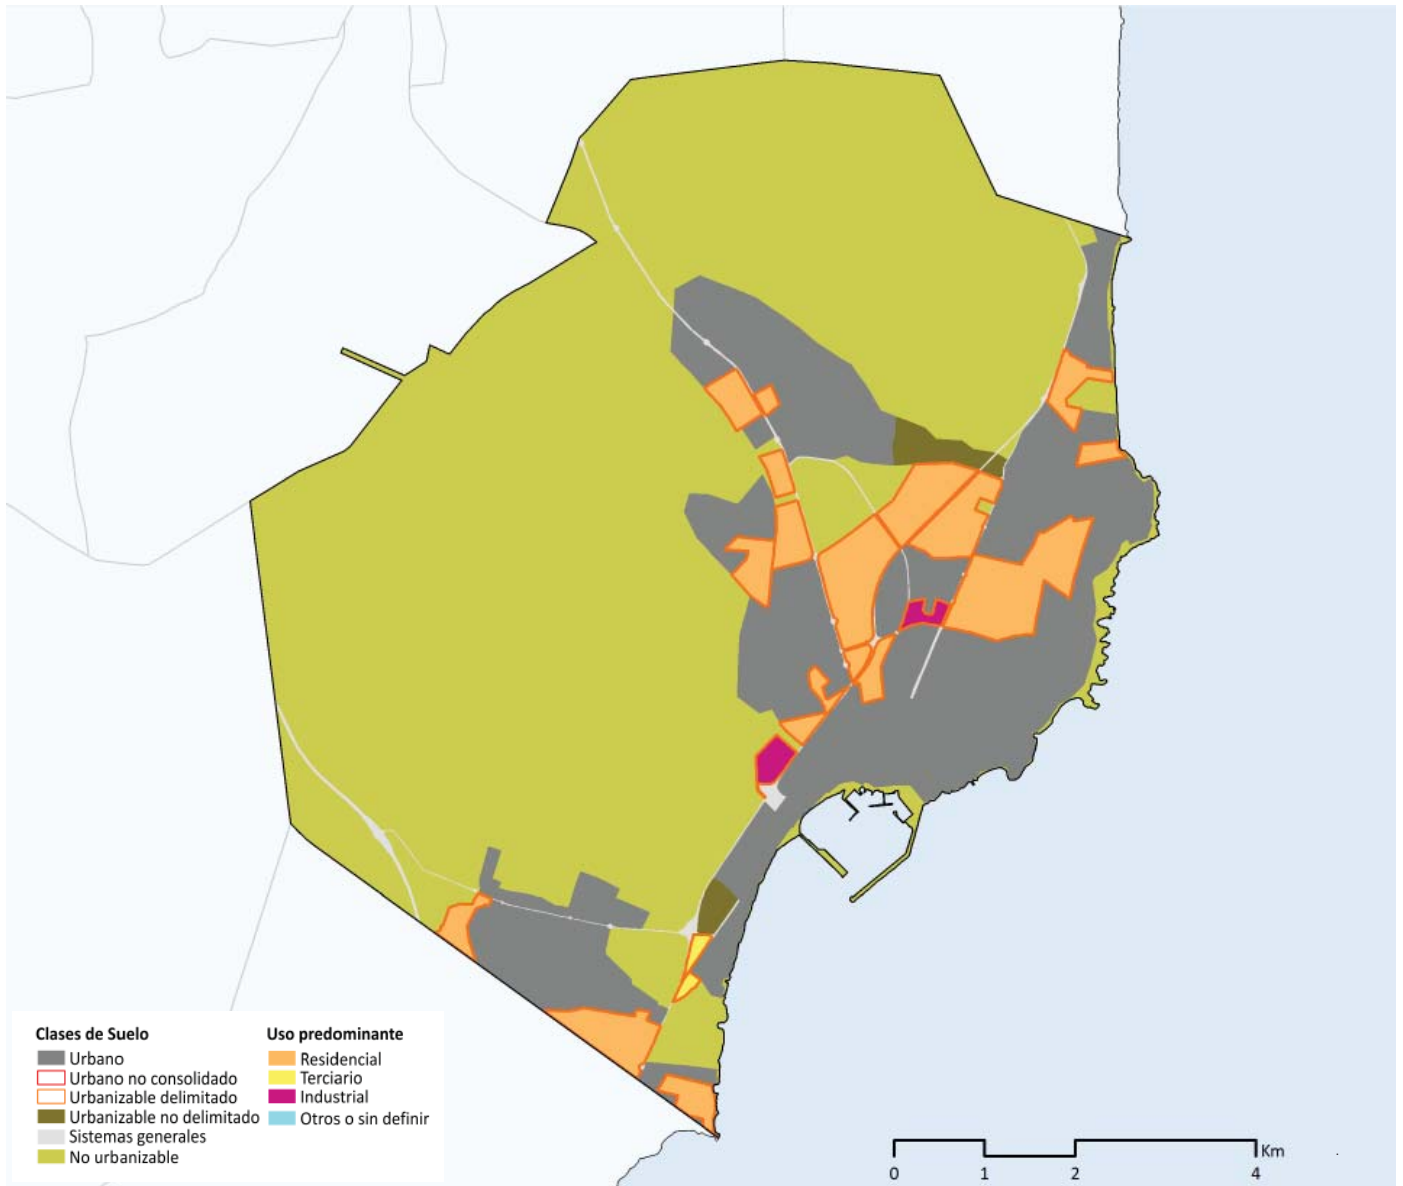 Clases de Suelo
Urbano
Urbano no consolidado
Urbanizable delimitado
Urbanizable no delimitado
Sistemas generales
No urbanizable
Uso predominante
Residencial
Terciario
Industrial
Otros o sin definir
Km
0 1 2 4